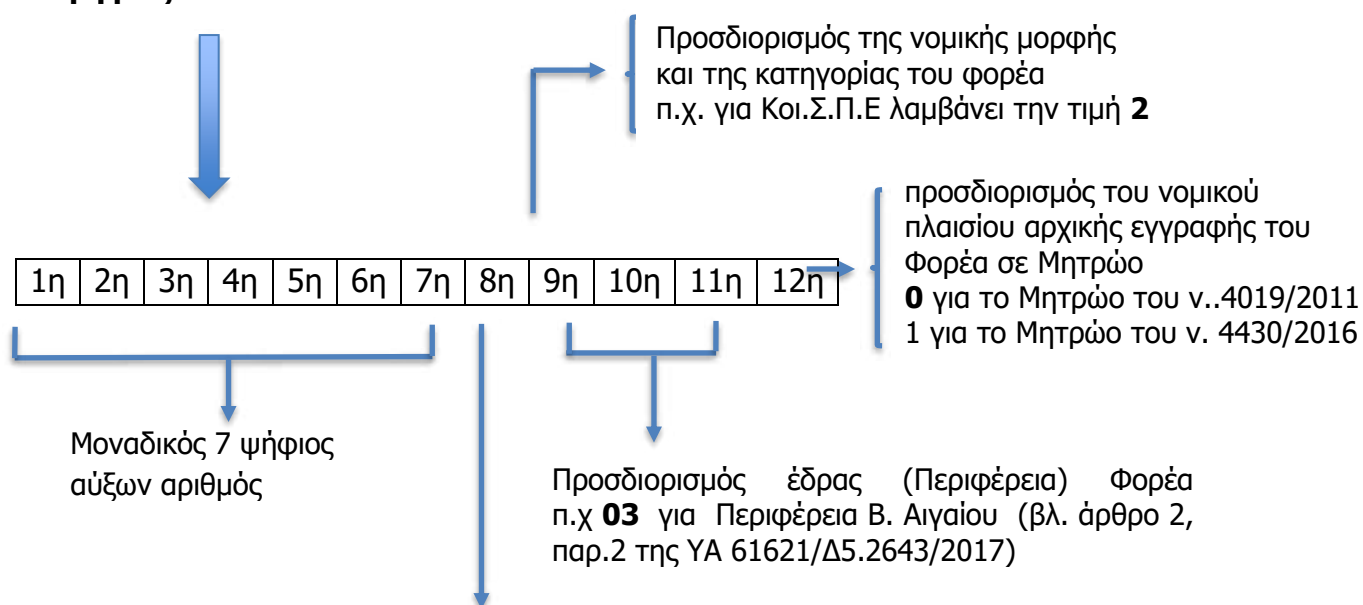 Προσδιορισμός της νομικής μορφής
και της κατηγορίας του φορέα
π.χ. για Κοι.Σ.Π.Ε λαμβάνει την τιμή 2
προσδιορισμός του νομικού
πλαισίου αρχικής εγγραφής του
Φορέα σε Μητρώο
0 για το Μητρώο του ν..4019/2011
1 για το Μητρώο του ν. 4430/2016
1η 2η 3η 4η 5η 6η 7η 8η 9η 10η 11η 12η
Μοναδικός 7 ψήφιος
αύξων αριθμός
Προσδιορισμός έδρας (Περιφέρεια) Φορέα
π.χ 03 για Περιφέρεια Β. Αιγαίου (βλ. άρθρο 2,
παρ.2 της ΥΑ 61621/Δ5.2643/2017)